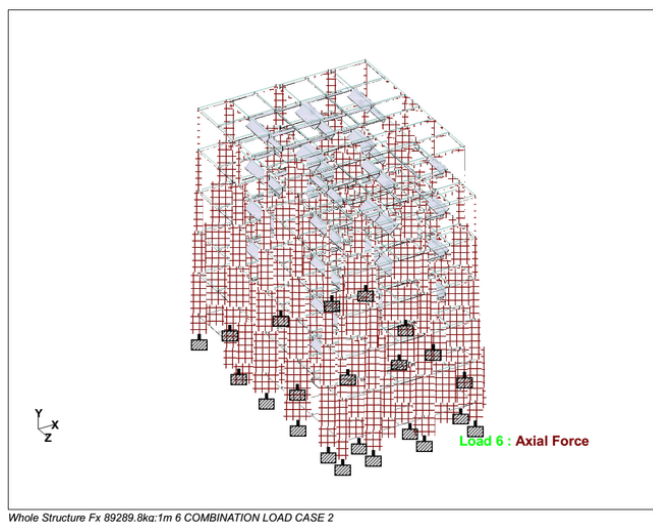 Y
X
Z
Load 6 : Axial Force
Whole Structure Fx 89289.8kg:1m 6 COMBINATION LOAD CASE 2